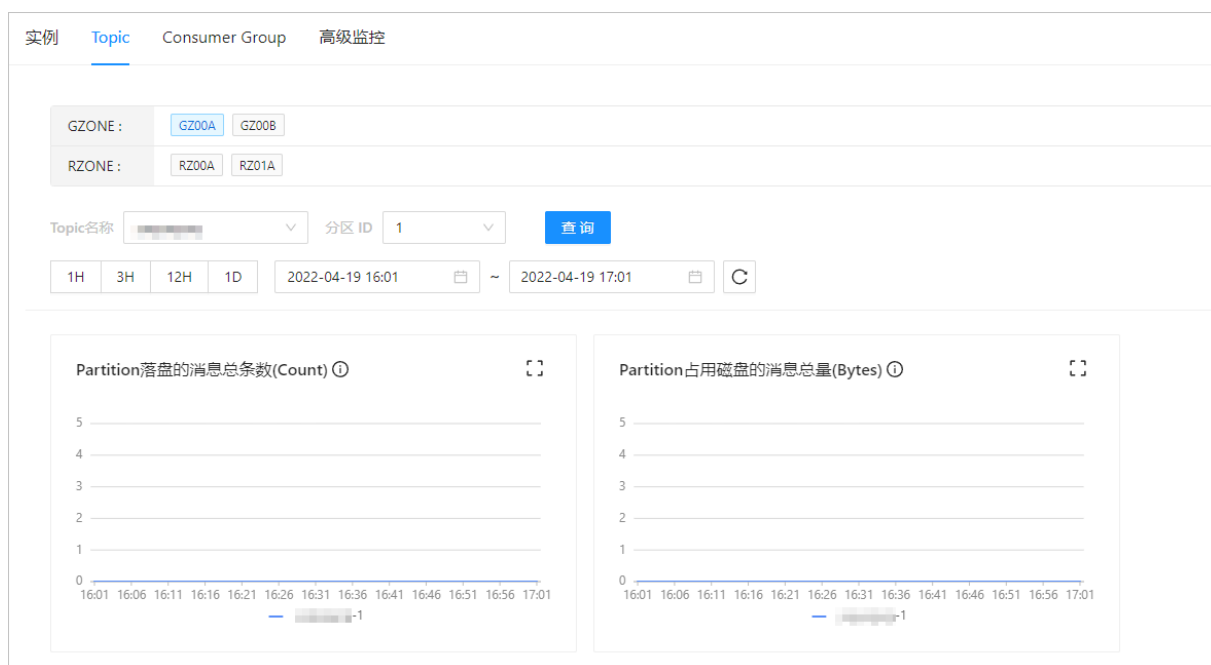 实例 Topic Consumer Group 高级监控
GZONE : GZ00A GZ00B
RZONE : RZ00A RZ01A
Topic名称 分区 ID 1 查 询
1H 3H 12H 1D 2022-04-19 16:01 ~ 2022-04-19 17:01
Partition落盘的消息总条数(Count)
5
4
3
2
1
0
16:01 16:06 16:11 16:16 16:21 16:26 16:31 16:36 16:41 16:46 16:51 16:56 17:01
-1
Partition占用磁盘的消息总量(Bytes)
5
4
3
2
1
0
16:01 16:06 16:11 16:16 16:21 16:26 16:31 16:36 16:41 16:46 16:51 16:56 17:01
-1